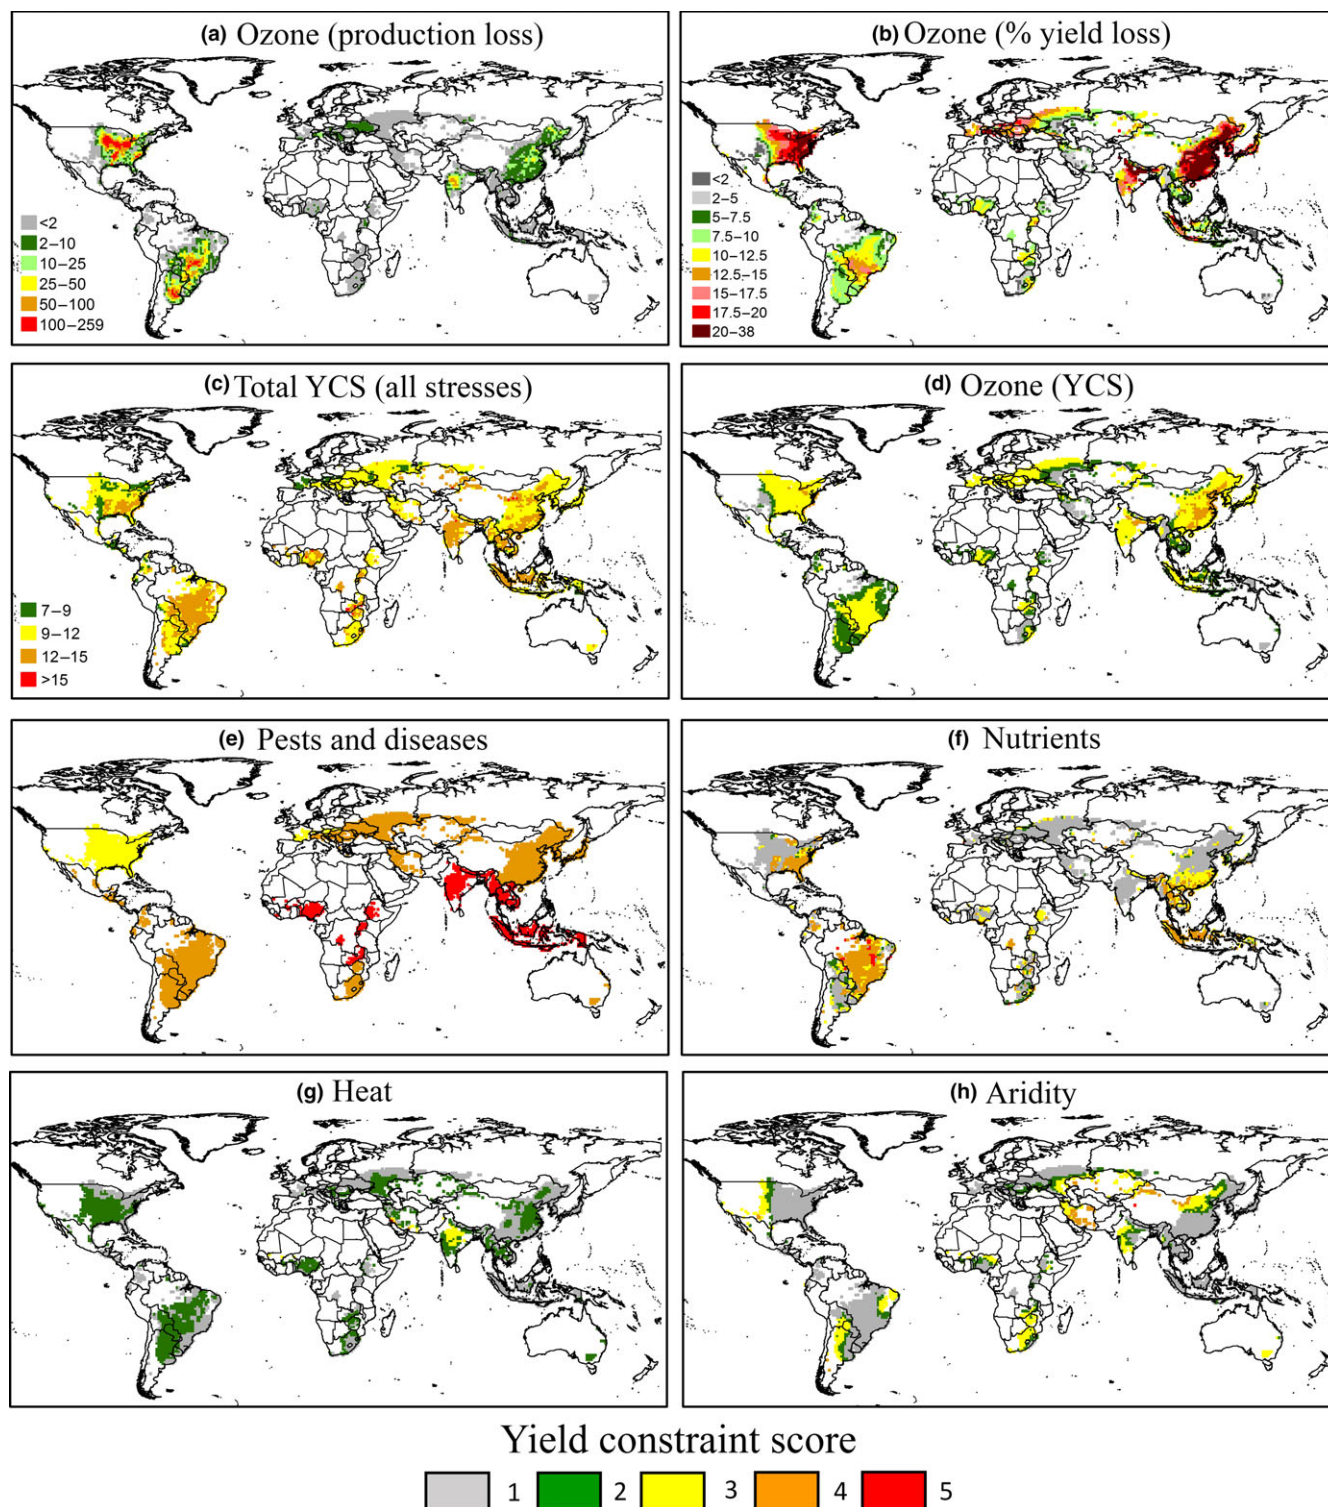 (a) Ozone (production loss)
<2
2–10
10–25
25–50
50–100
100–259
(b) Ozone (% yield loss)
<2
2–5
5–7.5
7.5–10
10–12.5
12.5–15
15–17.5
17.5–20
20–38
(c) Total YCS (all stresses)
7–9
9–12
12–15
>15
(d) Ozone (YCS)
(e) Pests and diseases
(f) Nutrients
(g) Heat
(h) Aridity
Yield constraint score
1 2 3 4 5